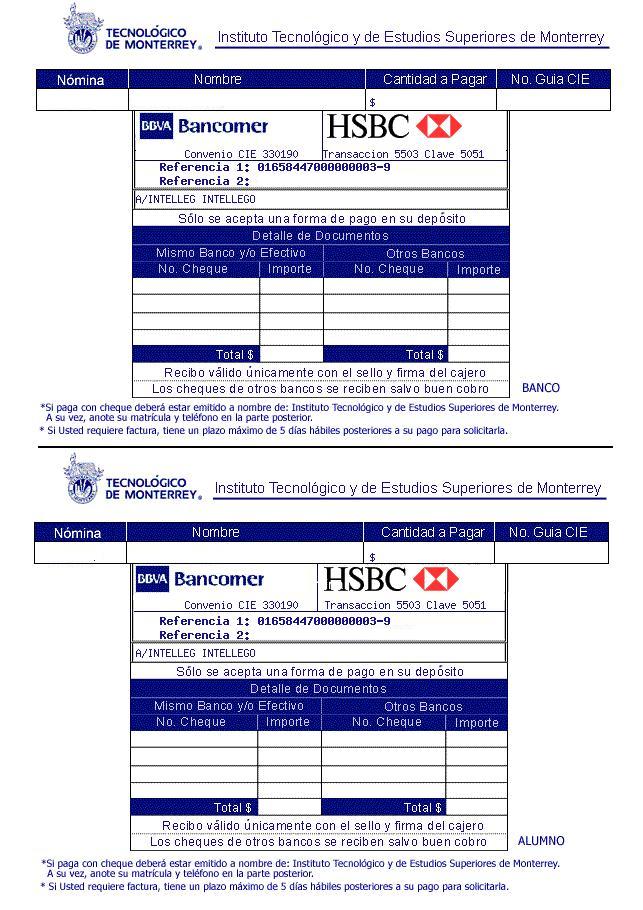 TECNOLÓGICO
DE MONTERREY®
Instituto Tecnológico y de Estudios Superiores de Monterrey
Nómina Nombre Cantidad a Pagar No. Guia CIE
$
BBVA Bancomer HSBC
Convenio CIE 330190 Transaccion 5503 Clave 5051
Referencia 1: 01658447000000003-9
Referencia 2:
A/INTELLEG INTELLEGO
Sólo se acepta una forma de pago en su depósito
Detalle de Documentos
Mismo Banco y/o Efectivo Otros Bancos
No. Cheque Importe No. Cheque Importe
Total $ Total $
Recibo válido únicamente con el sello y firma del cajero
Los cheques de otros bancos se reciben salvo buen cobro BANCO
*Si paga con cheque deberá estar emitido a nombre de: Instituto Tecnológico y de Estudios Superiores de Monterrey.
A su vez, anote su matrícula y teléfono en la parte posterior.
* Si Usted requiere factura, tiene un plazo máximo de 5 días hábiles posteriores a su pago para solicitarla.
TECNOLÓGICO
DE MONTERREY®
Instituto Tecnológico y de Estudios Superiores de Monterrey
Nómina Nombre Cantidad a Pagar No. Guia CIE
$
BBVA Bancomer HSBC
Convenio CIE 330190 Transaccion 5503 Clave 5051
Referencia 1: 01658447000000003-9
Referencia 2:
A/INTELLEG INTELLEGO
Sólo se acepta una forma de pago en su depósito
Detalle de Documentos
Mismo Banco y/o Efectivo Otros Bancos
No. Cheque Importe No. Cheque Importe
Total $ Total $
Recibo válido únicamente con el sello y firma del cajero
Los cheques de otros bancos se reciben salvo buen cobro ALUMNO
*Si paga con cheque deberá estar emitido a nombre de: Instituto Tecnológico y de Estudios Superiores de Monterrey.
A su vez, anote su matrícula y teléfono en la parte posterior.
* Si Usted requiere factura, tiene un plazo máximo de 5 días hábiles posteriores a su pago para solicitarla.